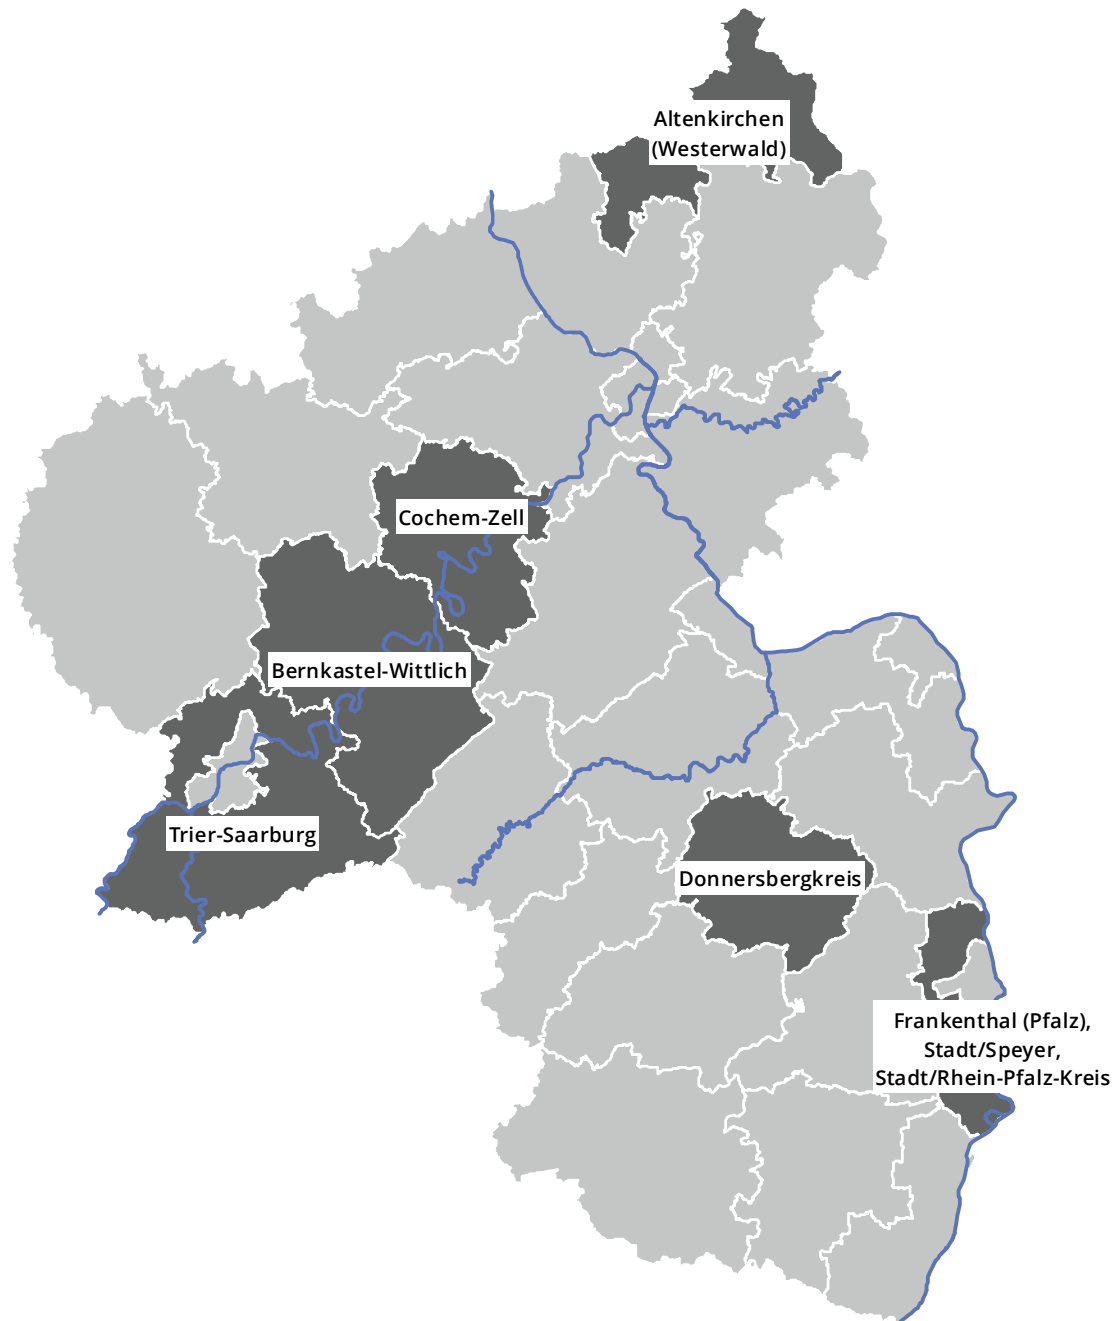 Altenkirchen
(Westerwald)
Cochem-Zell
Bernkastel-Wittlich
Trier-Saarburg
Donnersbergkreis
Frankenthal (Pfalz),
Stadt/Speyer,
Stadt/Rhein-Pfalz-Kreis